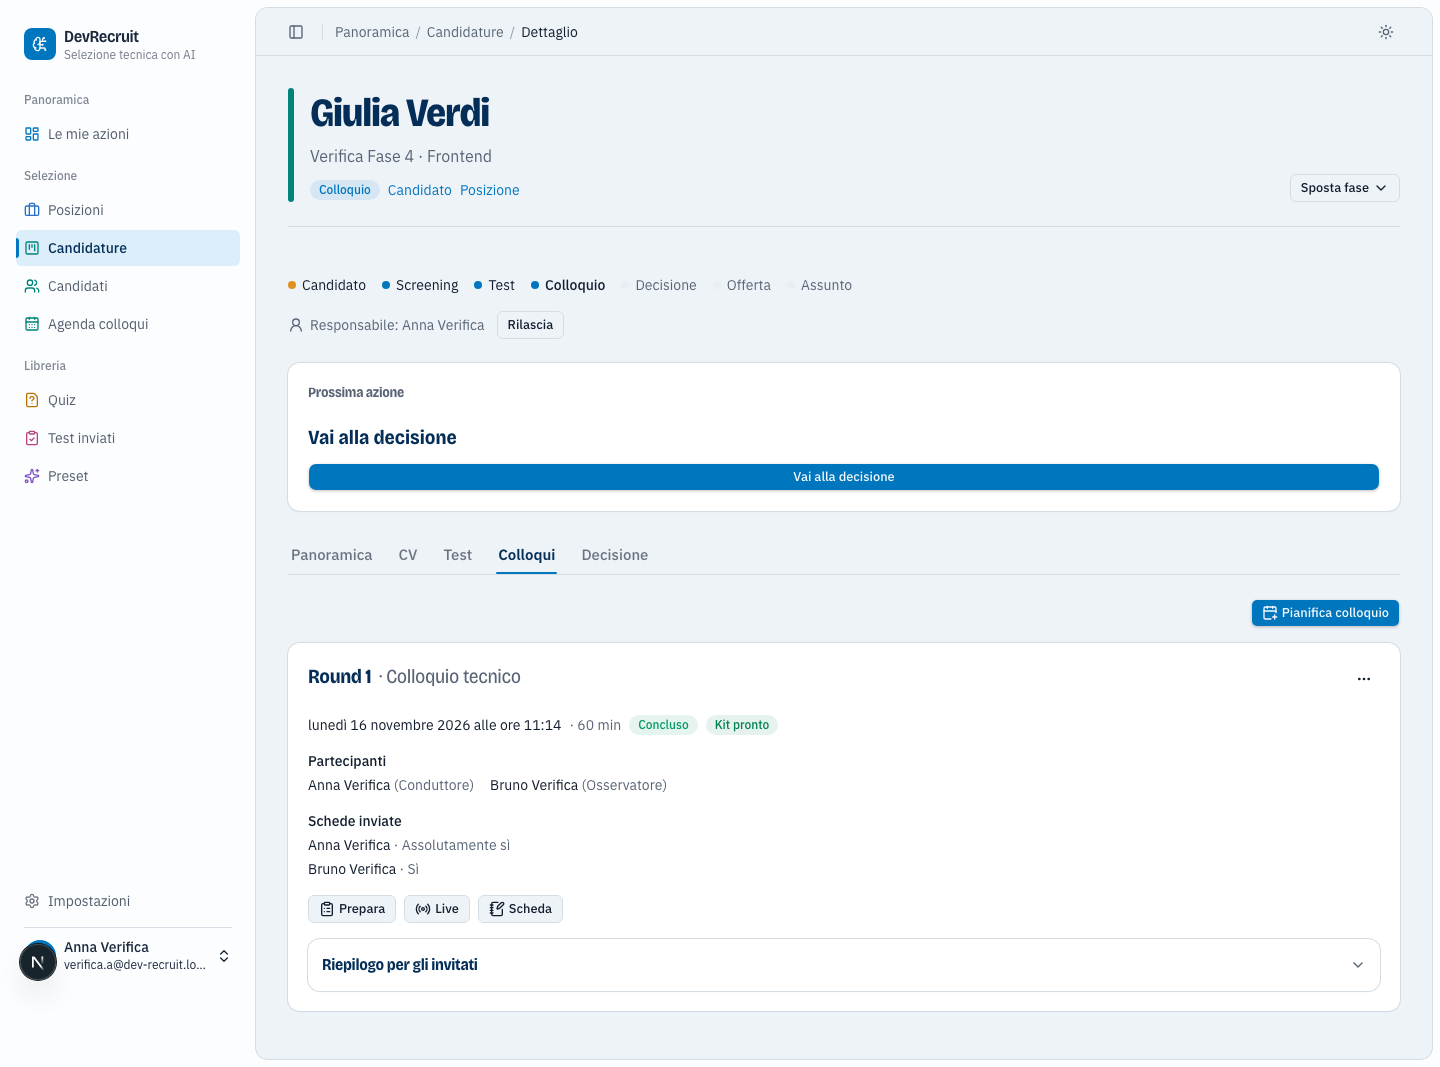 DevRecruit
Selezione tecnica con AI
Panoramica
Le mie azioni
Selezione
Posizioni
Candidature
Candidati
Agenda colloqui
Libreria
Quiz
Test inviati
Preset
Impostazioni
Anna Verifica
verifica.a@dev-recruit.lo...
N
Panoramica / Candidature / Dettaglio
Giulia Verdi
Verifica Fase 4 · Frontend
Colloquio Candidato Posizione
Sposta fase
Candidato Screening Test Colloquio Decisione Offerta Assunto
Responsabile: Anna Verifica Rilascia
Prossima azione
Vai alla decisione
Vai alla decisione
Panoramica CV Test Colloqui Decisione
Pianifica colloquio
Round 1 · Colloquio tecnico
lunedì 16 novembre 2026 alle ore 11:14 · 60 min Concluso Kit pronto
Partecipanti
Anna Verifica (Conduttore) Bruno Verifica (Osservatore)
Schede inviate
Anna Verifica · Assolutamente sì
Bruno Verifica · Sì
Prepara Live Scheda
Riepilogo per gli invitati